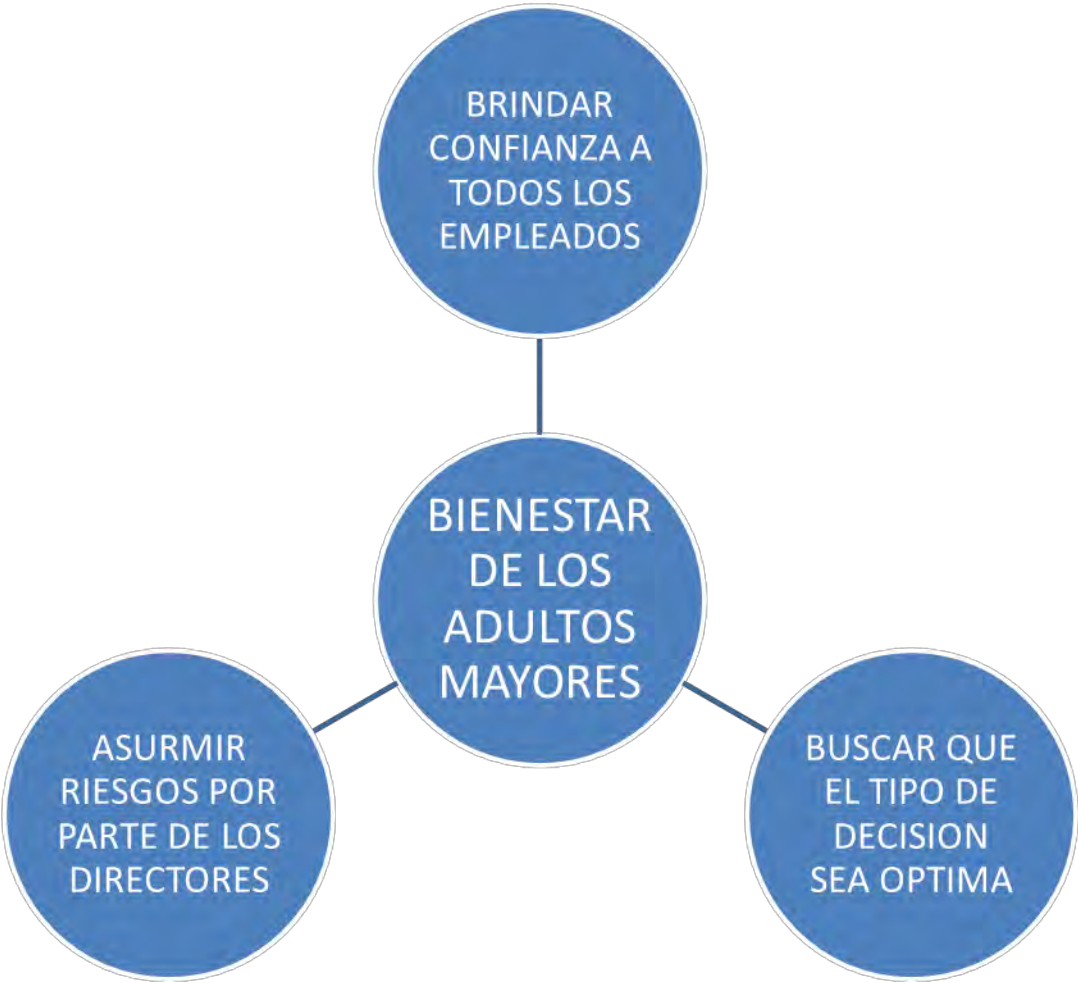 BRINDAR
CONFIANZA A
TODOS LOS
EMPLEADOS
BIENESTAR
DE LOS
ADULTOS
MAYORES
ASURMIR
RIESGOS POR
PARTE DE LOS
DIRECTORES
BUSCAR QUE
EL TIPO DE
DECISION
SEA OPTIMA